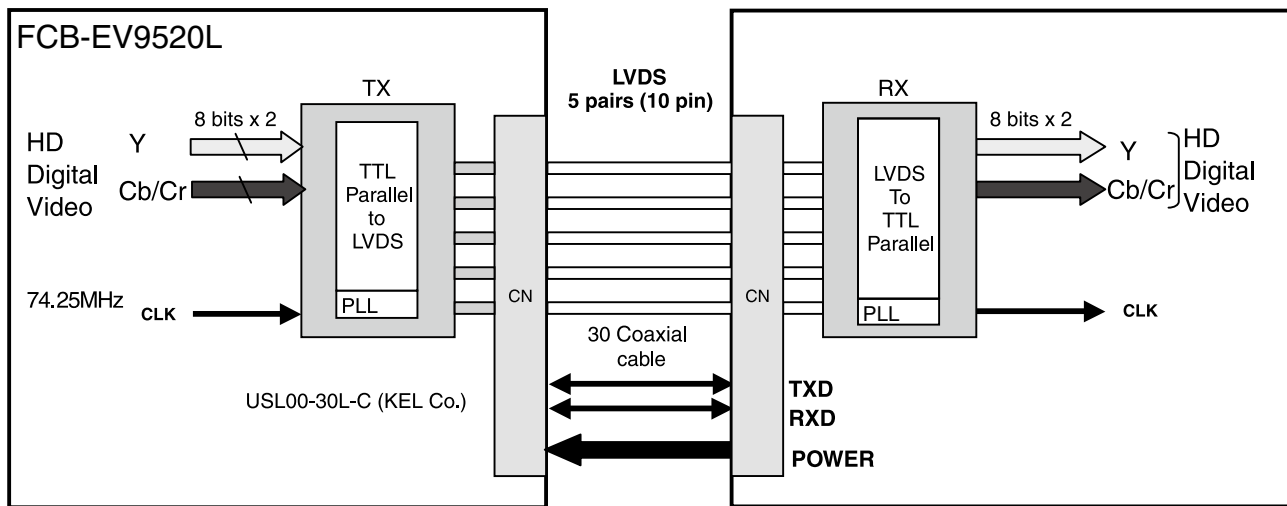 FCB-EV9520L
TX
8 bits x 2
HD
Digital
Video
Y
Cb/Cr
TTL
Parallel
to
LVDS
PLL
74.25MHz
CLK
CN
USL00-30L-C (KEL Co.)
LVDS
5 pairs (10 pin)
30 Coaxial
cable
CN
TXD
RXD
POWER
RX
LVDS
To
TTL
Parallel
PLL
8 bits x 2
Y
Cb/Cr
HD
Digital
Video
CLK